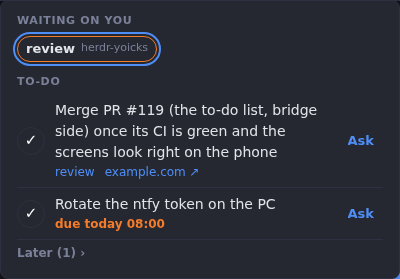 WAITING ON YOU
review herdr-yoicks
TO-DO
Merge PR #119 (the to-do list, bridge
side) once its CI is green and the
screens look right on the phone
review example.com ↗
✓ Ask
Rotate the ntfy token on the PC
due today 08:00
✓ Ask
Later (1) ›